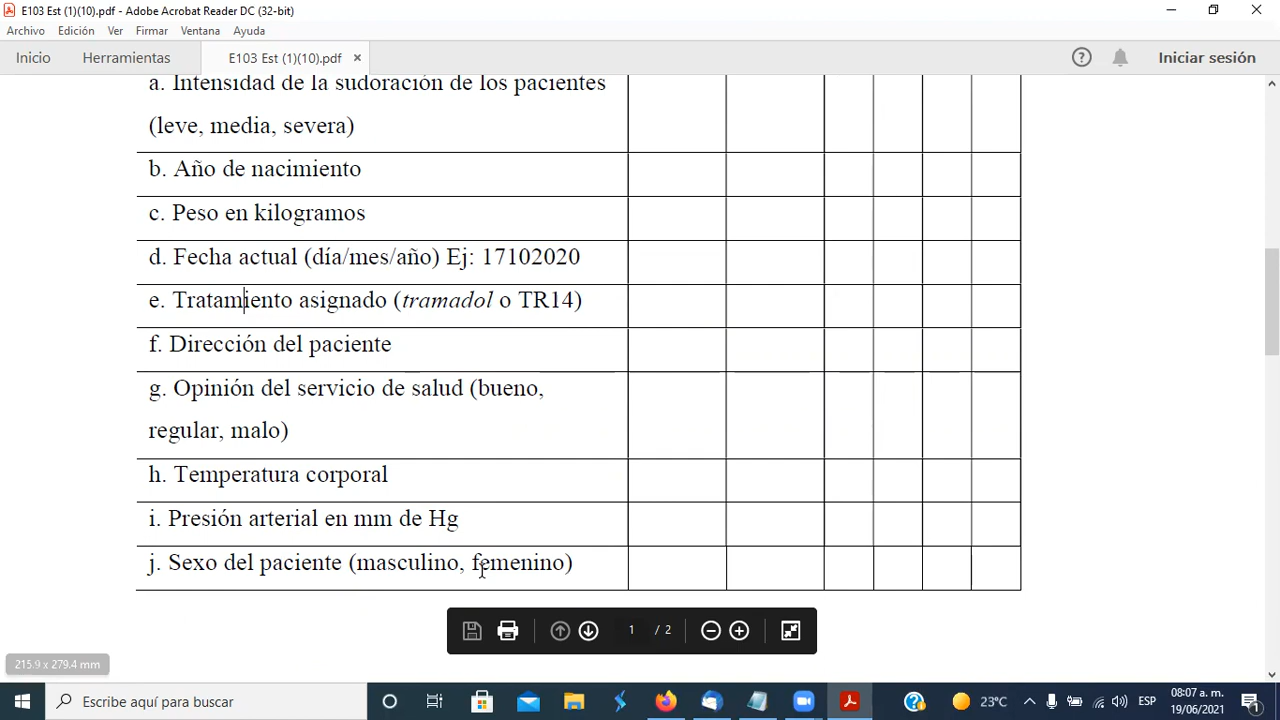 E103 Est (1)(10).pdf - Adobe Acrobat Reader DC (32-bit)
Archivo Edición Ver Firmar Ventana Ayuda
Inicio Herramientas E103 Est (1)(10).pdf × Iniciar sesión
a. Intensidad de la sudoración de los pacientes
(leve, media, severa)
b. Año de nacimiento
c. Peso en kilogramos
d. Fecha actual (día/mes/año) Ej: 17102020
e. Tratamiento asignado (tramadol o TR14)
f. Dirección del paciente
g. Opinión del servicio de salud (bueno,
regular, malo)
h. Temperatura corporal
i. Presión arterial en mm de Hg
j. Sexo del paciente (masculino, femenino)
1 / 2
215.9 x 279.4 mm
Escribe aquí para buscar
23°C
ESP
08:07 a. m.
19/06/2021
1